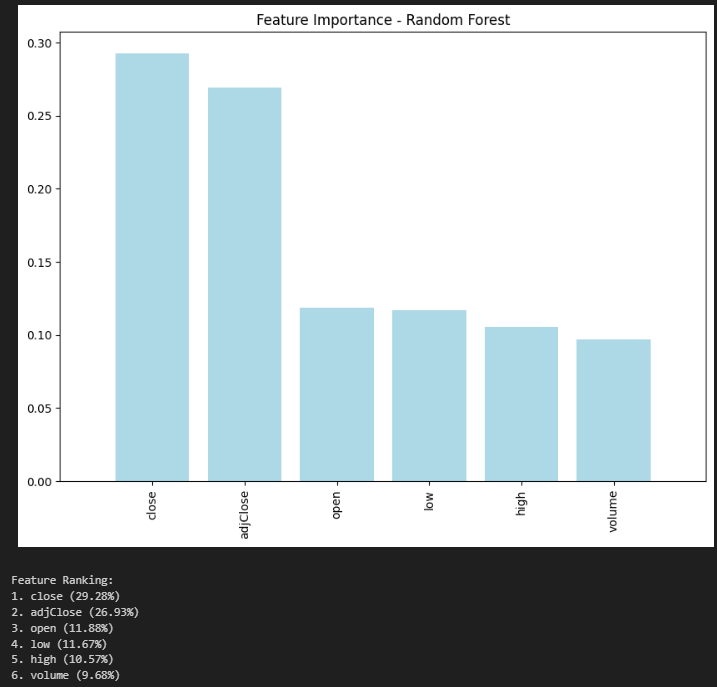 Feature Importance - Random Forest
0.30
0.25
0.20
0.15
0.10
0.05
0.00
close
adjClose
open
low
high
volume
Feature Ranking:
1. close (29.28%)
2. adjClose (26.93%)
3. open (11.88%)
4. low (11.67%)
5. high (10.57%)
6. volume (9.68%)